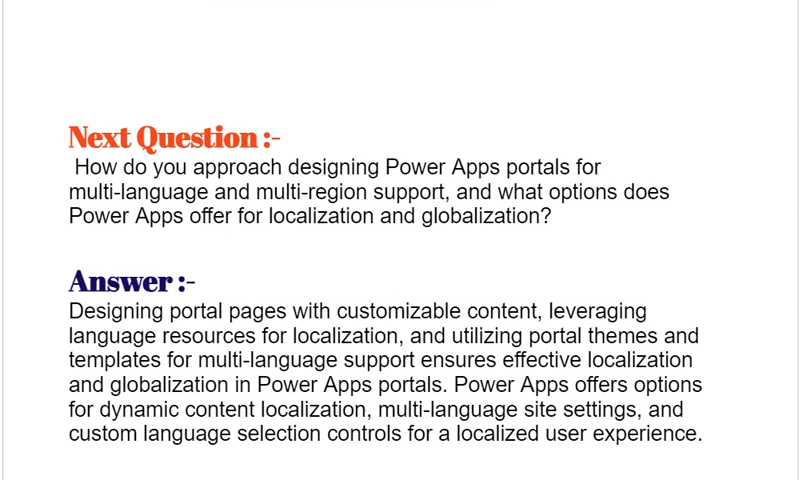 Next Question :-
How do you approach designing Power Apps portals for
multi-language and multi-region support, and what options does
Power Apps offer for localization and globalization?
Answer :-
Designing portal pages with customizable content, leveraging
language resources for localization, and utilizing portal themes and
templates for multi-language support ensures effective localization
and globalization in Power Apps portals. Power Apps offers options
for dynamic content localization, multi-language site settings, and
custom language selection controls for a localized user experience.